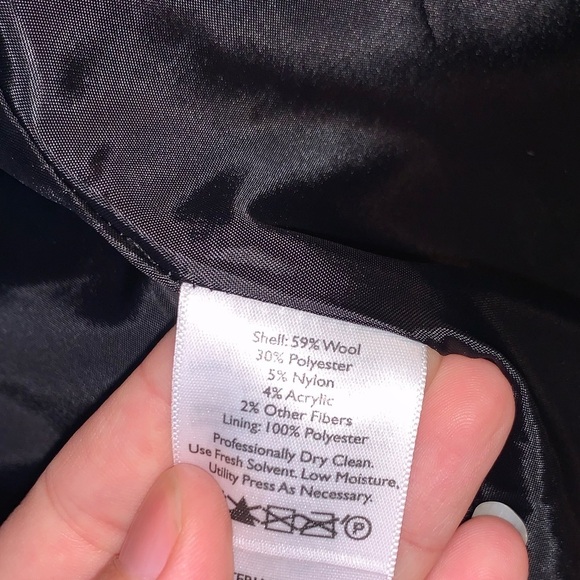 Shell: 59% Wool
30% Polyester
5% Nylon
4% Acrylic
2% Other Fibers
Lining: 100% Polyester
Professionally Dry Clean.
Use Fresh Solvent. Low Moisture,
Utility Press As Necessary.
P